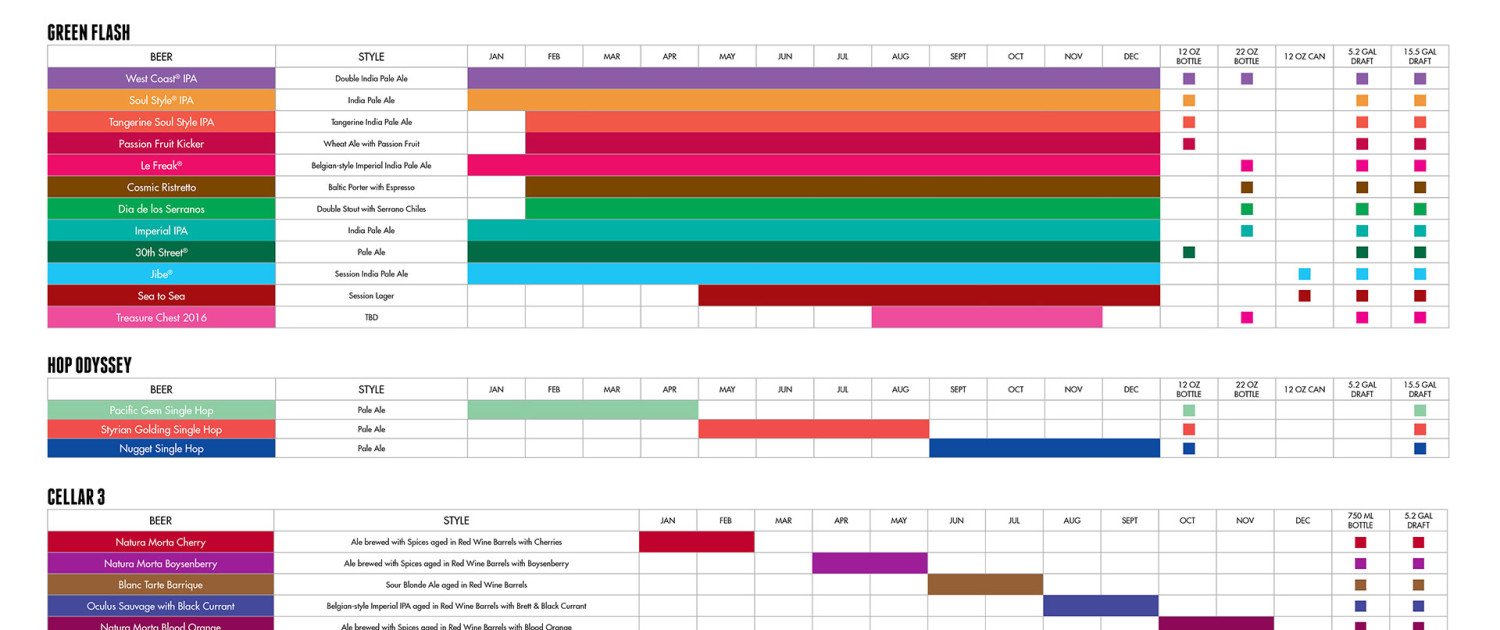 GREEN FLASH
BEER STYLE JAN FEB MAR APR MAY JUN JUL AUG SEPT OCT NOV DEC 12 OZ BOTTLE 22 OZ BOTTLE 12 OZ CAN 5.2 GAL DRAFT 15.5 GAL DRAFT
West Coast® IPA Double India Pale Ale
Soul Style® IPA India Pale Ale
Tangerine Soul Style IPA Tangerine India Pale Ale
Passion Fruit Kicker Wheat Ale with Passion Fruit
Le Freak® Belgian-style Imperial India Pale Ale
Cosmic Ristretto Baltic Porter with Espresso
Dia de los Serranos Double Stout with Serrano Chiles
Imperial IPA India Pale Ale
30th Street® Pale Ale
Jibe® Session India Pale Ale
Sea to Sea Session Lager
Treasure Chest 2016 TBD
HOP ODYSSEY
BEER STYLE JAN FEB MAR APR MAY JUN JUL AUG SEPT OCT NOV DEC 12 OZ BOTTLE 22 OZ BOTTLE 12 OZ CAN 5.2 GAL DRAFT 15.5 GAL DRAFT
Pacific Gem Single Hop Pale Ale
Styrian Golding Single Hop Pale Ale
Nugget Single Hop Pale Ale
CELLAR 3
BEER STYLE JAN FEB MAR APR MAY JUN JUL AUG SEPT OCT NOV DEC 750 ML BOTTLE 5.2 GAL DRAFT
Natura Morta Cherry Ale brewed with Spices aged in Red Wine Barrels with Cherries
Natura Morta Boysenberry Ale brewed with Spices aged in Red Wine Barrels with Boysenberry
Blanc Tarte Barrique Sour Blonde Ale aged in Red Wine Barrels
Oculus Sauvage with Black Currant Belgian-style Imperial IPA aged in Red Wine Barrels with Brett & Black Currant
Natura Morta Blood Orange Ale brewed with Spices aged in Red Wine Barrels with Blood Orange